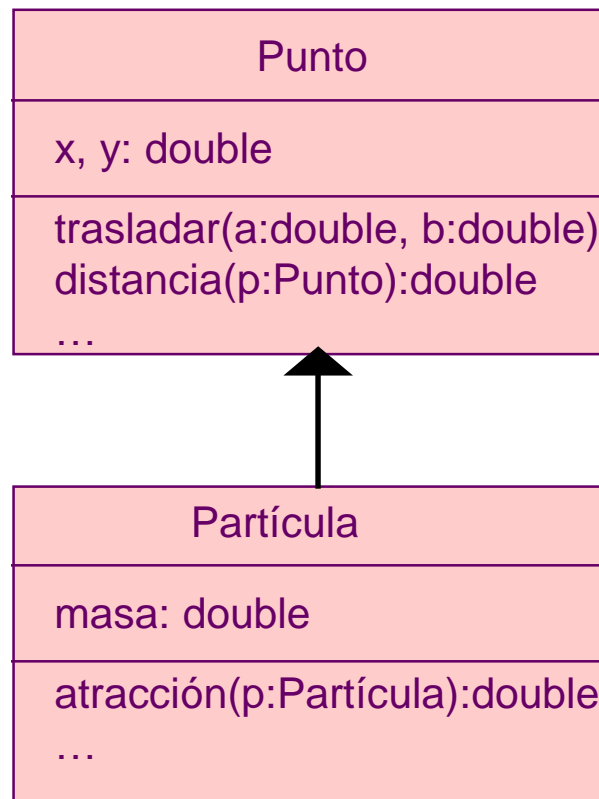 Punto
x, y: double
trasladar(a:double, b:double)
distancia(p:Punto):double
…
Partícula
masa: double
atracción(p:Partícula):double
…